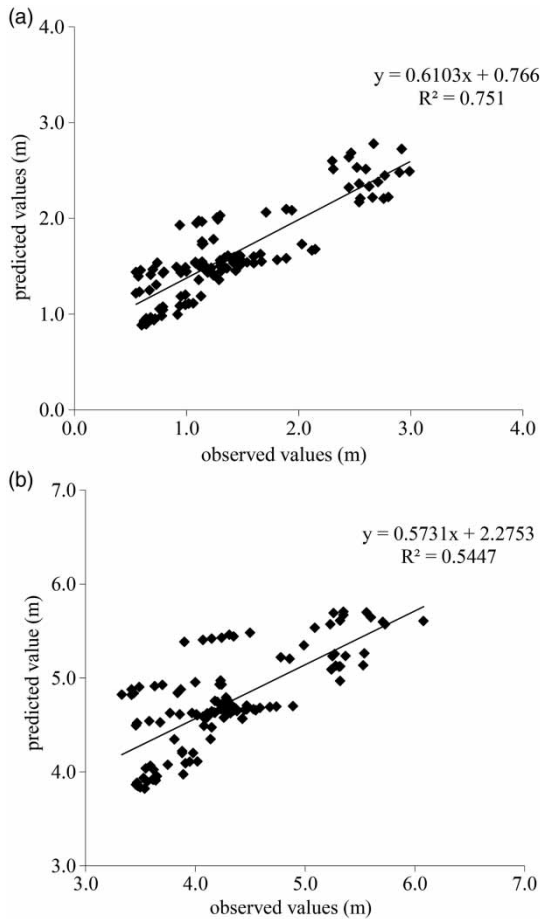 (a)
4.0
y = 0.6103x + 0.766
R² = 0.751
3.0
predicted values (m)
2.0
1.0
0.0
0.0 1.0 2.0 3.0 4.0
observed values (m)
(b)
7.0
y = 0.5731x + 2.2753
R² = 0.5447
6.0
predicted value (m)
5.0
4.0
3.0
3.0 4.0 5.0 6.0 7.0
observed values (m)